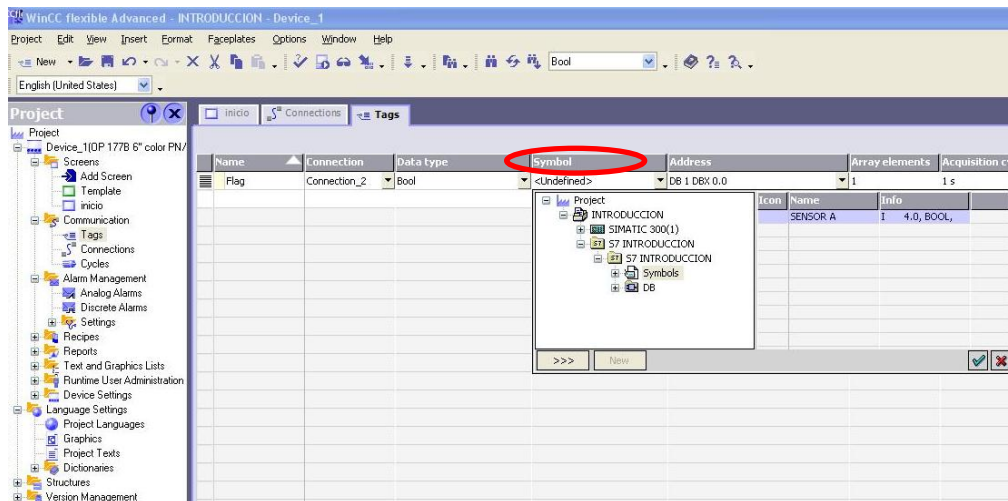 WinCC flexible Advanced - INTRODUCCION - Device_1
Project Edit View Insert Format Faceplates Options Window Help
New Bool
English (United States)
Project
inicio Connections Tags
Project
Device_1(OP 177B 6" color PN/
Screens
Add Screen
Template
inicio
Communication
Tags
Connections
Cycles
Alarm Management
Analog Alarms
Discrete Alarms
Settings
Recipes
Reports
Text and Graphics Lists
Runtime User Administration
Device Settings
Language Settings
Project Languages
Graphics
Project Texts
Dictionaries
Structures
Version Management
Name Connection Data type Symbol Address Array elements Acquisition c
Flag Connection_2 Bool <Undefined> DB 1 DBX 0.0 1 1 s
Project
INTRODUCCION
SIMATIC 300(1)
S7 INTRODUCCION
S7 INTRODUCCION
Symbols
DB
Icon Name Info
SENSOR A I 4.0, BOOL,
>>> New